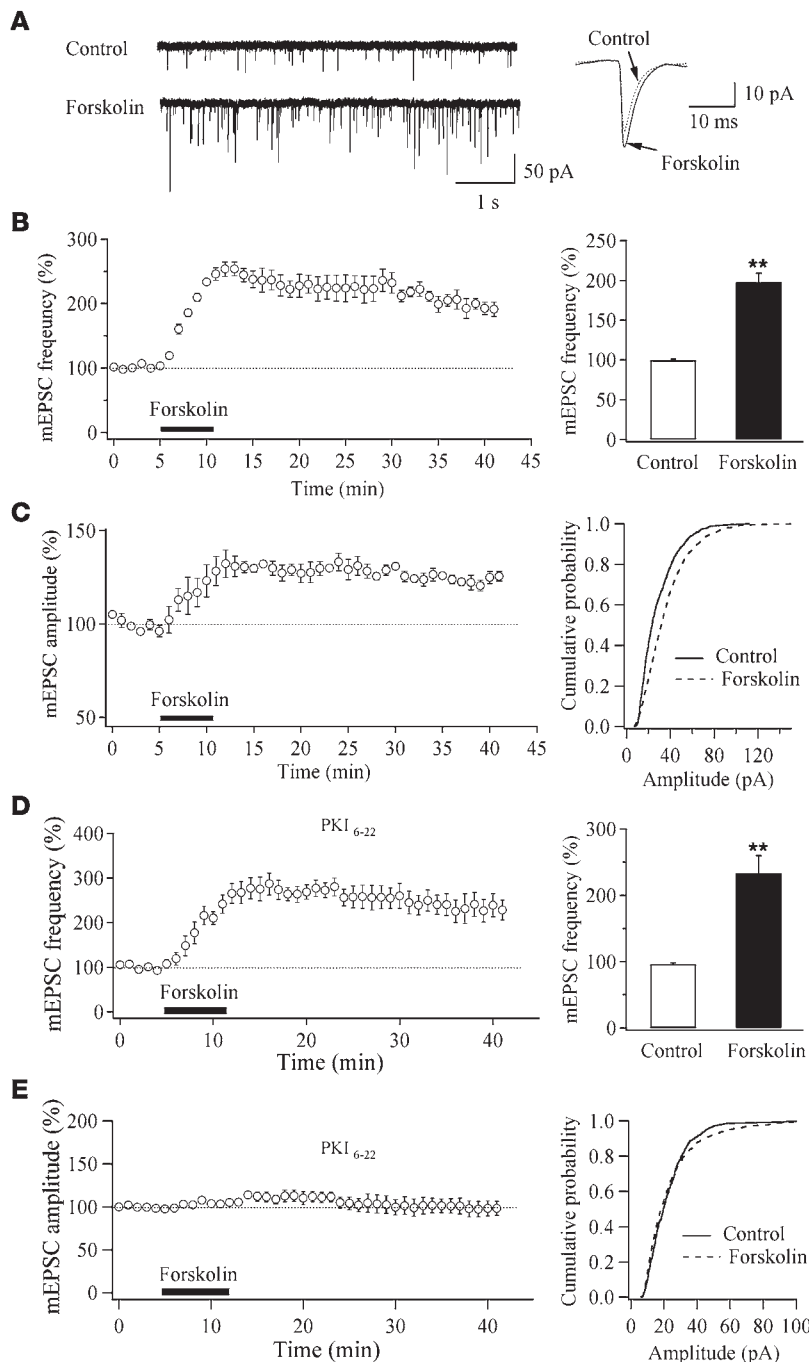 A
Control
Forskolin
50 pA
1 s
Control
10 pA
10 ms
Forskolin
B
mEPSC freqeuncy (%)
300
200
100
0
Forskolin
0 5 10 15 20 25 30 35 40 45
Time (min)
mEPSC frequency (%)
250
200
150
100
50
0
**
Control Forskolin
C
mEPSC amplitude (%)
150
100
50
Forskolin
0 5 10 15 20 25 30 35 40 45
Time (min)
Cumulative probability
1.0
0.8
0.6
0.4
0.2
0.0
Control
Forskolin
0 40 80 120
Amplitude (pA)
D
PKI 6-22
mEPSC frequency (%)
400
300
200
100
0
Forskolin
0 10 20 30 40
Time (min)
mEPSC frequency (%)
300
200
100
0
**
Control Forskolin
E
PKI 6-22
mEPSC amplitude (%)
200
150
100
50
0
Forskolin
0 10 20 30 40
Time (min)
Cumulative probability
1.0
0.8
0.6
0.4
0.2
0.0
Control
Forskolin
0 20 40 60 80 100
Amplitude (pA)